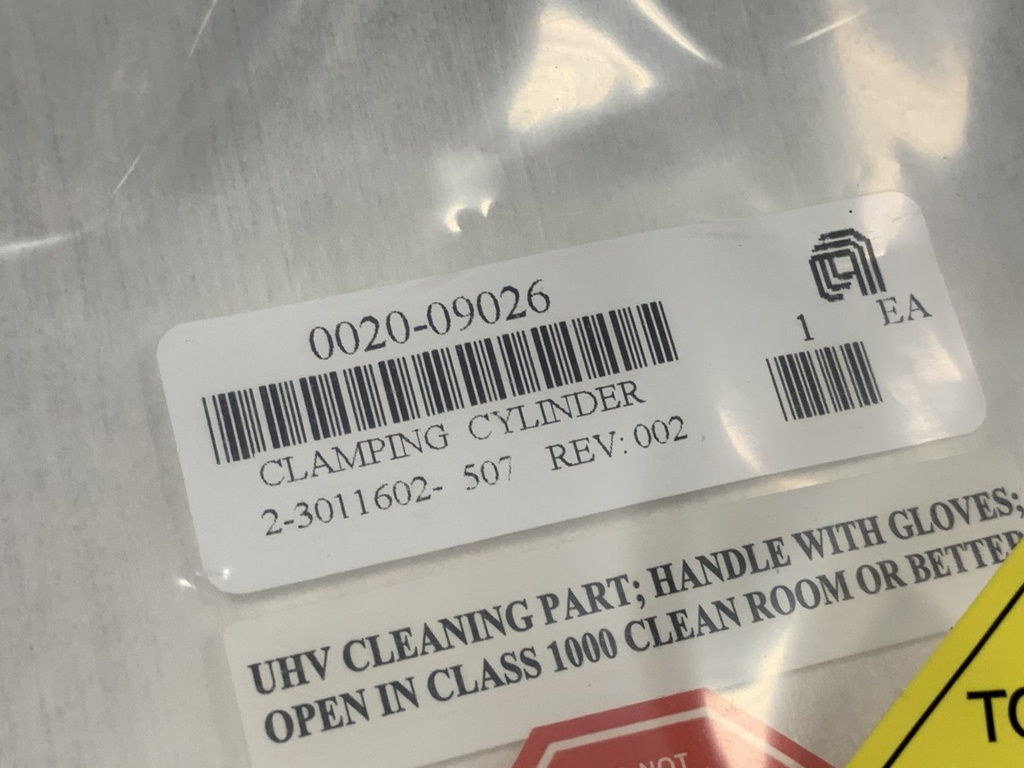 0020-09026
1 EA
CLAMPING CYLINDER
2-3011602- 507 REV: 002
UHV CLEANING PART; HANDLE WITH GLOVES;
OPEN IN CLASS 1000 CLEAN ROOM OR BETTER
NOT